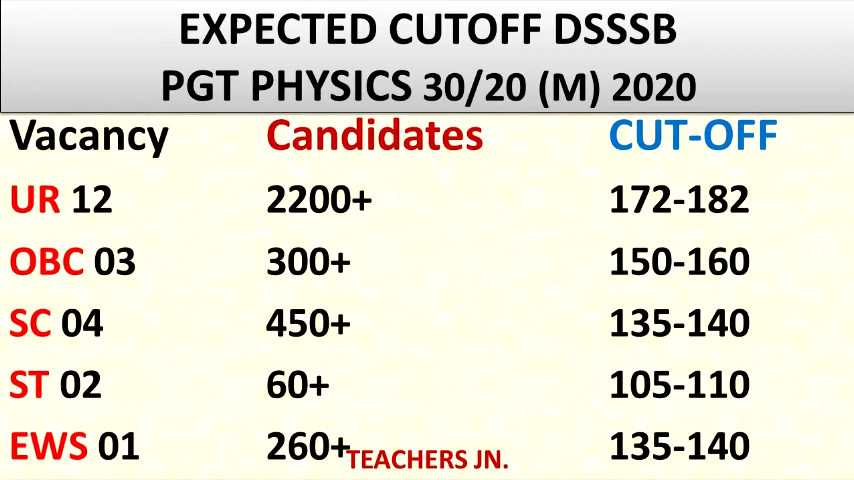 EXPECTED CUTOFF DSSSB
PGT PHYSICS 30/20 (M) 2020
Vacancy Candidates CUT-OFF
UR 12 2200+ 172-182
OBC 03 300+ 150-160
SC 04 450+ 135-140
ST 02 60+ 105-110
EWS 01 260+ 135-140
TEACHERS JN.